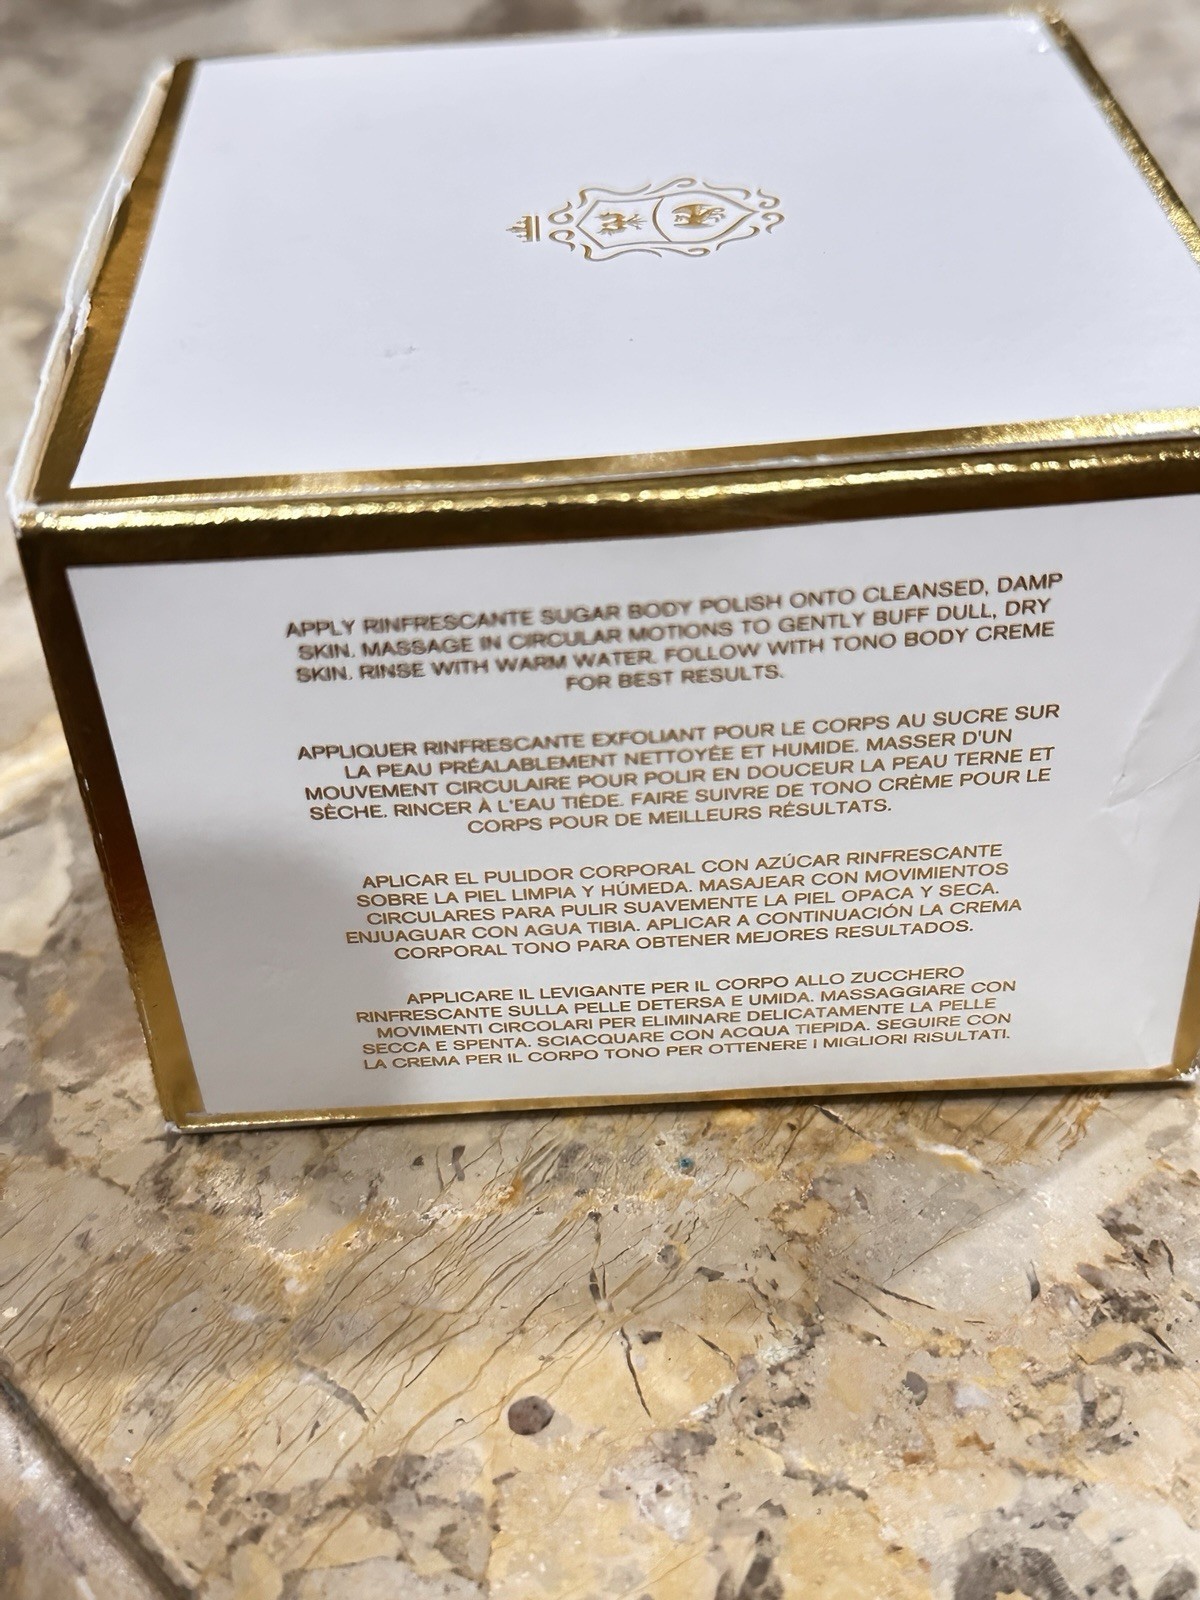 APPLY RINFRESCANTE SUGAR BODY POLISH ONTO CLEANSED, DAMP
SKIN. MASSAGE IN CIRCULAR MOTIONS TO GENTLY BUFF DULL, DRY
SKIN. RINSE WITH WARM WATER. FOLLOW WITH TONO BODY CREME
FOR BEST RESULTS.
APPLIQUER RINFRESCANTE EXFOLIANT POUR LE CORPS AU SUCRE SUR
LA PEAU PRÉALABLEMENT NETTOYÉE ET HUMIDE. MASSER D'UN
MOUVEMENT CIRCULAIRE POUR POLIR EN DOUCEUR LA PEAU TERNE ET
SÈCHE. RINCER À L'EAU TIÈDE. FAIRE SUIVRE DE TONO CRÈME POUR LE
CORPS POUR DE MEILLEURS RÉSULTATS.
APLICAR EL PULIDOR CORPORAL CON AZÚCAR RINFRESCANTE
SOBRE LA PIEL LIMPIA Y HÚMEDA. MASAJEAR CON MOVIMIENTOS
CIRCULARES PARA PULIR SUAVEMENTE LA PIEL OPACA Y SECA.
ENJUAGUAR CON AGUA TIBIA. APLICAR A CONTINUACIÓN LA CREMA
CORPORAL TONO PARA OBTENER MEJORES RESULTADOS.
APPLICARE IL LEVIGANTE PER IL CORPO ALLO ZUCCHERO
RINFRESCANTE SULLA PELLE DETERSA E UMIDA. MASSAGGIARE CON
MOVIMENTI CIRCOLARI PER ELIMINARE DELICATAMENTE LA PELLE
SECCA E SPENTA. SCIACQUARE CON ACQUA TIEPIDA. SEGUIRE CON
LA CREMA PER IL CORPO TONO PER OTTENERE I MIGLIORI RISULTATI.